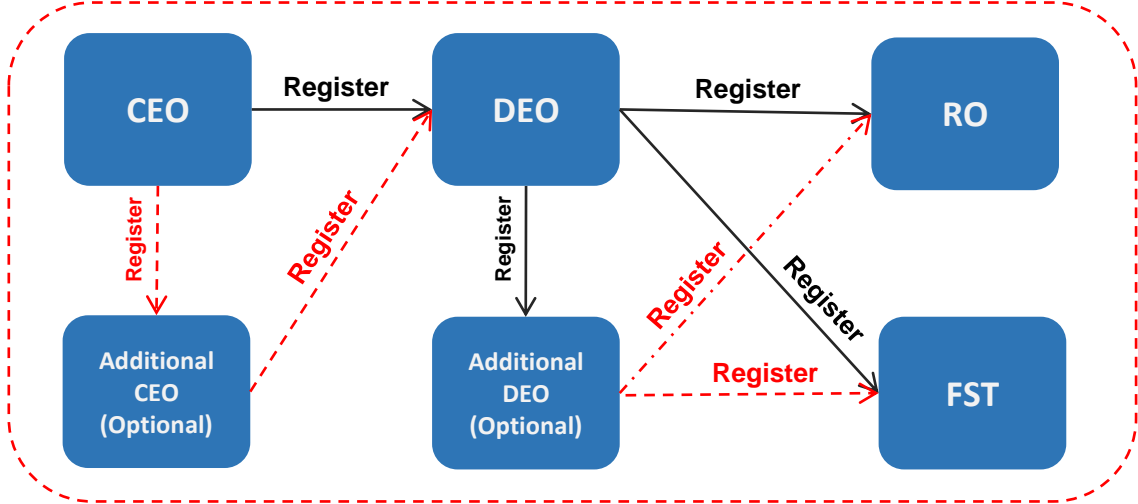 CEO
Register
DEO
Register
RO
Register
Register
Register
Register
Register
Additional
CEO
(Optional)
Additional
DEO
(Optional)
Register
FST